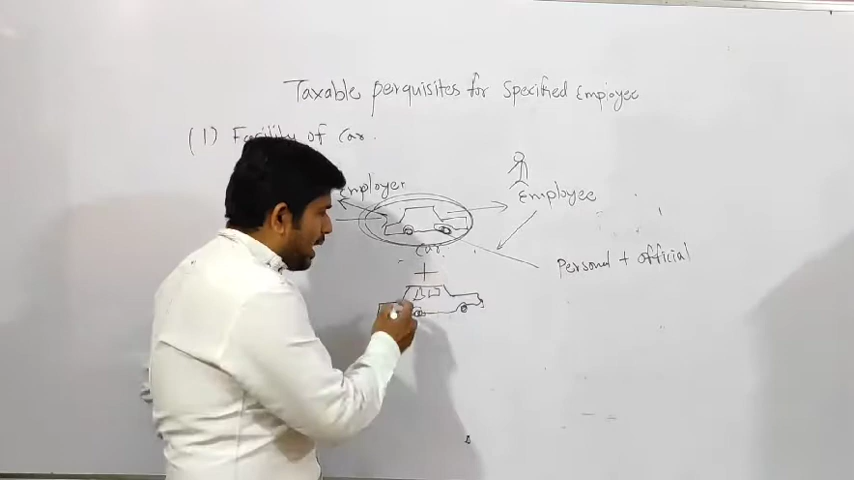 Taxable perquisites for Specified Employee
(1) Facility of Car.
Employer
Employee
Car
+
Personal + official